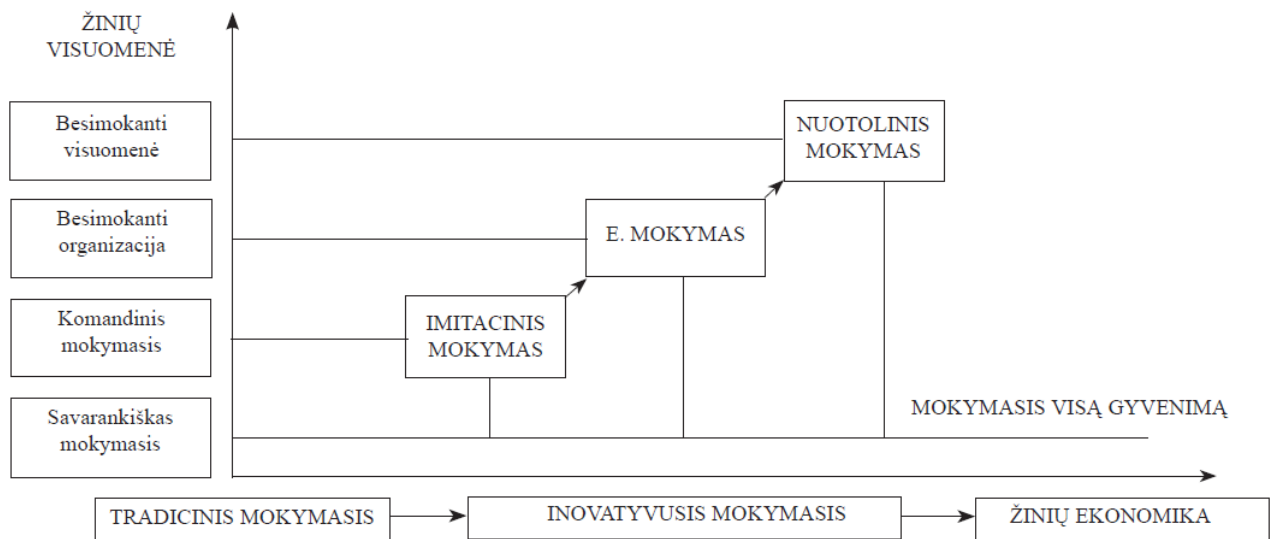 ŽINIŲ
VISUOMENĖ
Besimokanti
visuomenė
NUOTOLINIS
MOKYMAS
Besimokanti
organizacija
E. MOKYMAS
Komandinis
mokymasis
IMITACINIS
MOKYMAS
Savarankiškas
mokymasis
MOKYMASIS VISĄ GYVENIMĄ
TRADICINIS MOKYMASIS
INOVATYVUSIS MOKYMASIS
ŽINIŲ EKONOMIKA